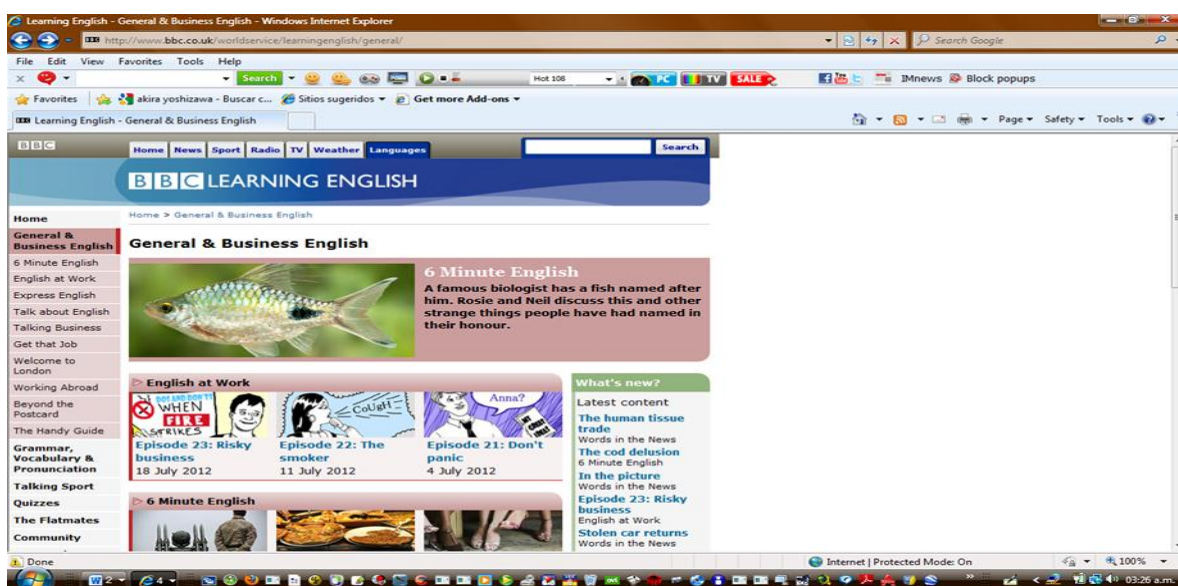 Learning English - General & Business English - Windows Internet Explorer
http://www.bbc.co.uk/worldservice/learningenglish/general/
Search Google
File Edit View Favorites Tools Help
Search
Hot 108
PC
TV
SALE
IMnews
Block popups
Favorites
akira yoshizawa - Buscar c...
Sitios sugeridos
Get more Add-ons
Learning English - General & Business English
Page
Safety
Tools
BBC
Home News Sport Radio TV Weather Languages
Search
BBC LEARNING ENGLISH
Home
General &
Business English
6 Minute English
English at Work
Express English
Talk about English
Talking Business
Get that Job
Welcome to
London
Working Abroad
Beyond the
Postcard
The Handy Guide
Grammar,
Vocabulary &
Pronunciation
Talking Sport
Quizzes
The Flatmates
Community
Home > General & Business English
General & Business English
6 Minute English
A famous biologist has a fish named after
him. Rosie and Neil discuss this and other
strange things people have had named in
their honour.
English at Work
DOS AND DON'TS
WHEN
FIRE
STRIKES
COUGH
Anna?
Episode 23: Risky
business
18 July 2012
Episode 22: The
smoker
11 July 2012
Episode 21: Don't
panic
4 July 2012
6 Minute English
What's new?
Latest content
The human tissue
trade
Words in the News
The cod delusion
6 Minute English
In the picture
Words in the News
Episode 23: Risky
business
English at Work
Stolen car returns
Words in the News
Done
Internet | Protected Mode: On
100%
2
4
03:26 a.m.